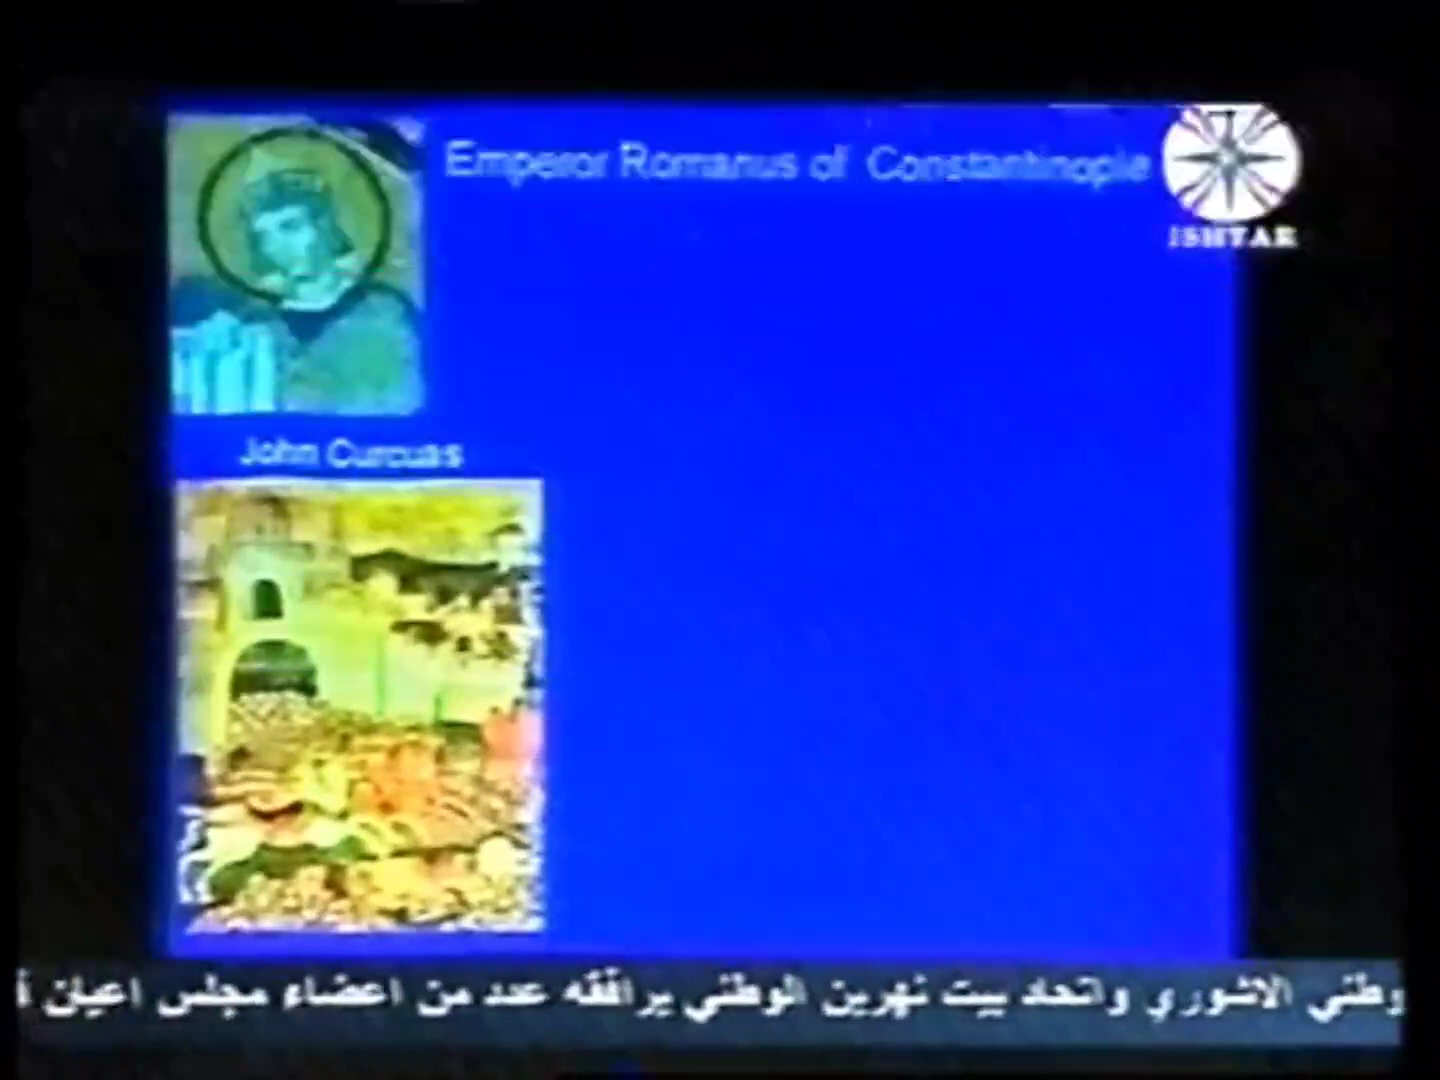 Emperor Romanus of Constantinople
ISHTAR
John Curcuas
وطني الاشوري واتحاد بيت نهرين الوطني يرافقه عدد من اعضاء مجلس اعيان